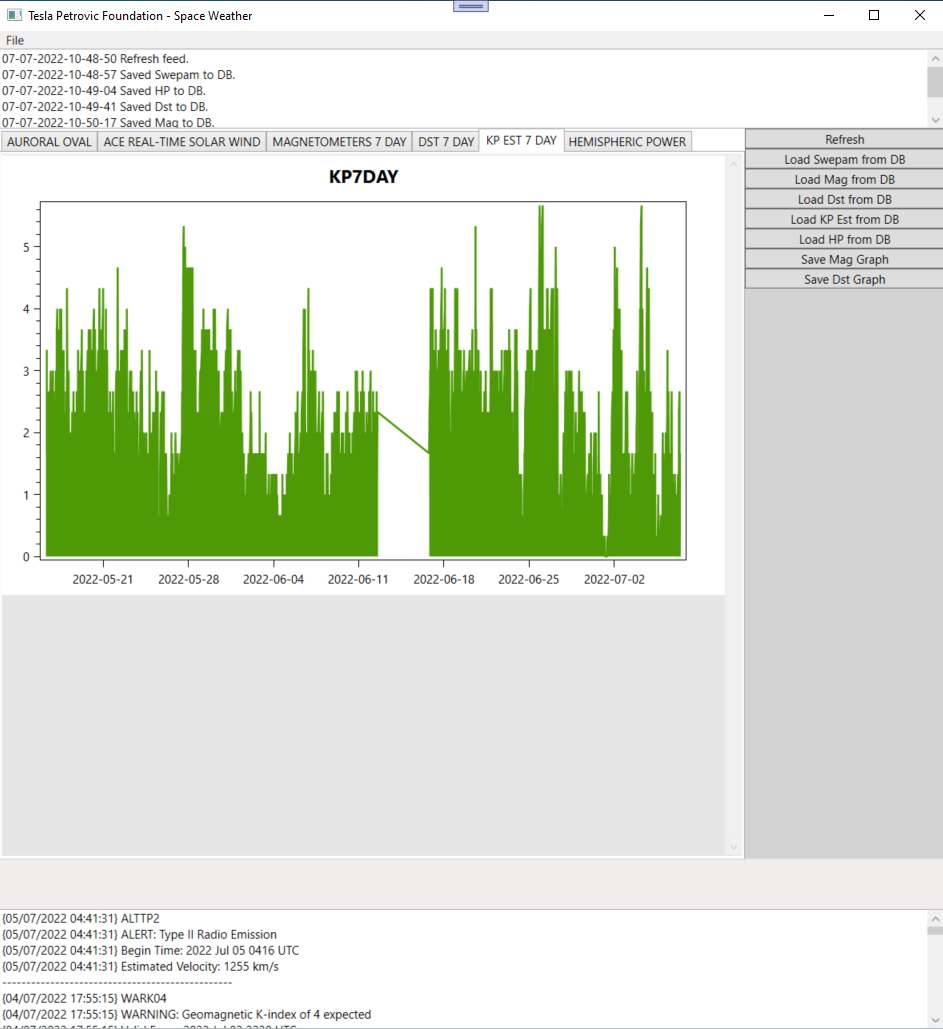 Tesla Petrovic Foundation - Space Weather
File
07-07-2022-10-48-50 Refresh feed.
07-07-2022-10-48-57 Saved Swepam to DB.
07-07-2022-10-49-04 Saved HP to DB.
07-07-2022-10-49-41 Saved Dst to DB.
07-07-2022-10-50-17 Saved Mag to DB.
AURORAL OVAL ACE REAL-TIME SOLAR WIND MAGNETOMETERS 7 DAY DST 7 DAY KP EST 7 DAY HEMISPHERIC POWER
Refresh
Load Swepam from DB
Load Mag from DB
Load Dst from DB
Load KP Est from DB
Load HP from DB
Save Mag Graph
Save Dst Graph
KP7DAY
5
4
3
2
1
0
2022-05-21 2022-05-28 2022-06-04 2022-06-11 2022-06-18 2022-06-25 2022-07-02
{05/07/2022 04:41:31} ALTTP2
{05/07/2022 04:41:31} ALERT: Type II Radio Emission
{05/07/2022 04:41:31} Begin Time: 2022 Jul 05 0416 UTC
{05/07/2022 04:41:31} Estimated Velocity: 1255 km/s
------------------------------------------------
{04/07/2022 17:55:15} WARK04
{04/07/2022 17:55:15} WARNING: Geomagnetic K-index of 4 expected